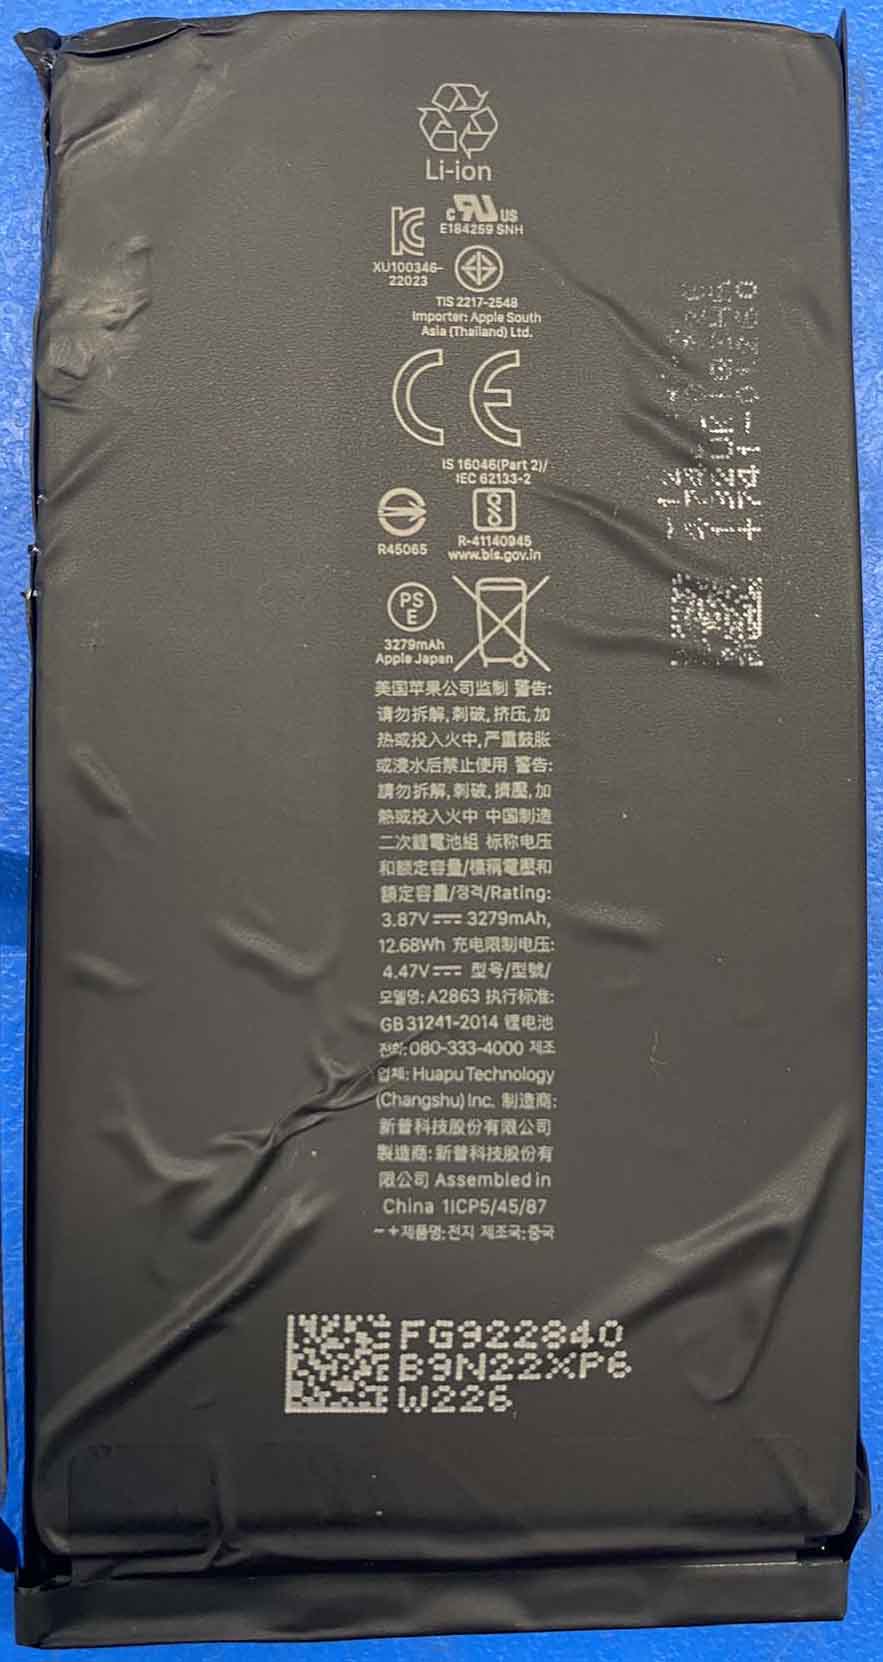 Li-ion
c RU US
E184259 SNH
XU100346-
22023
TIS 2217-2548
Importer: Apple South
Asia (Thailand) Ltd.
CE
IS 16046(Part 2)/
IEC 62133-2
R45065
R-41140945
www.bis.gov.in
PS
E
3279mAh
Apple Japan
美国苹果公司监制 警告:
请勿拆解,刺破,挤压,加
热或投入火中,严重鼓胀
或浸水后禁止使用 警告:
請勿拆解,刺破,擠壓,加
熱或投入火中 中国制造
二次鋰電池組 标称电压
和额定容量/標稱電壓和
額定容量/정격/Rating:
3.87V⎓ 3279mAh,
12.68Wh 充电限制电压:
4.47V⎓ 型号/型號/
모델명: A2863 执行标准:
GB 31241-2014 锂电池
전화: 080-333-4000 제조
업체: Huapu Technology
(Changshu) Inc. 制造商:
新普科技股份有限公司
製造商: 新普科技股份有
限公司 Assembled in
China 1ICP5/45/87
-+제품명:전지 제조국:중국
FG922840
B9N22XP6
W226